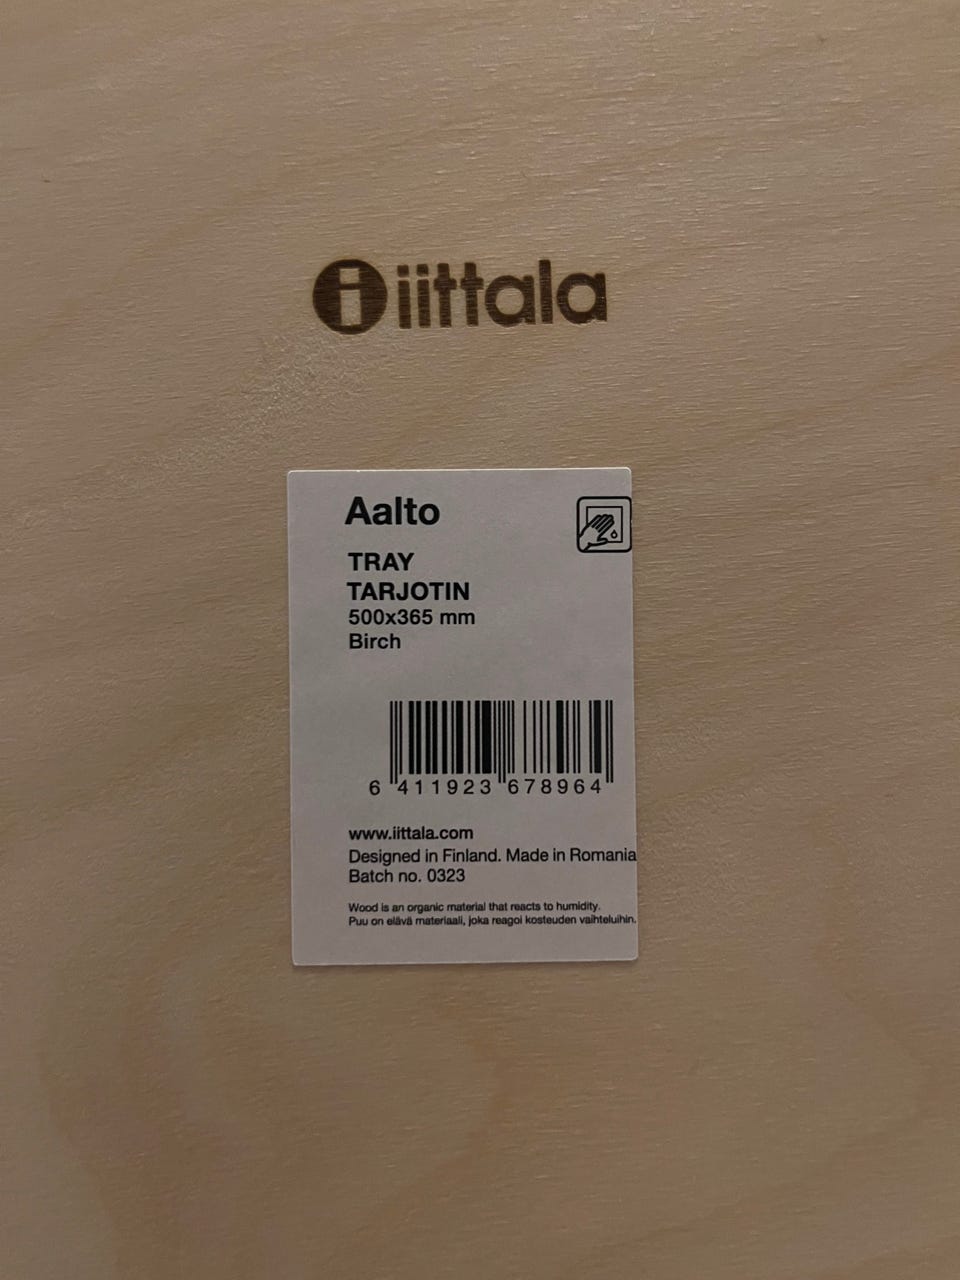 i iittala
Aalto
TRAY
TARJOTIN
500x365 mm
Birch
6 411923 678964
www.iittala.com
Designed in Finland. Made in Romania
Batch no. 0323
Wood is an organic material that reacts to humidity.
Puu on elävä materiaali, joka reagoi kosteuden vaihteluihin.